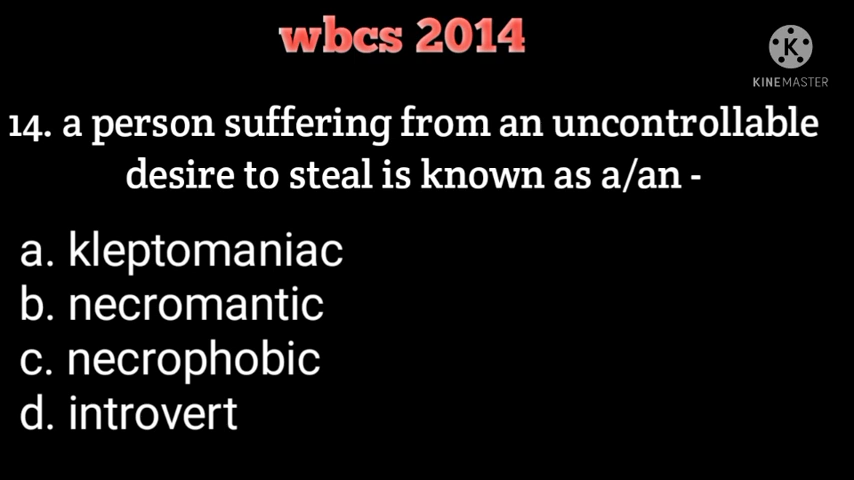 wbcs 2014
K
KINEMASTER
14. a person suffering from an uncontrollable
desire to steal is known as a/an -
a. kleptomaniac
b. necromantic
c. necrophobic
d. introvert